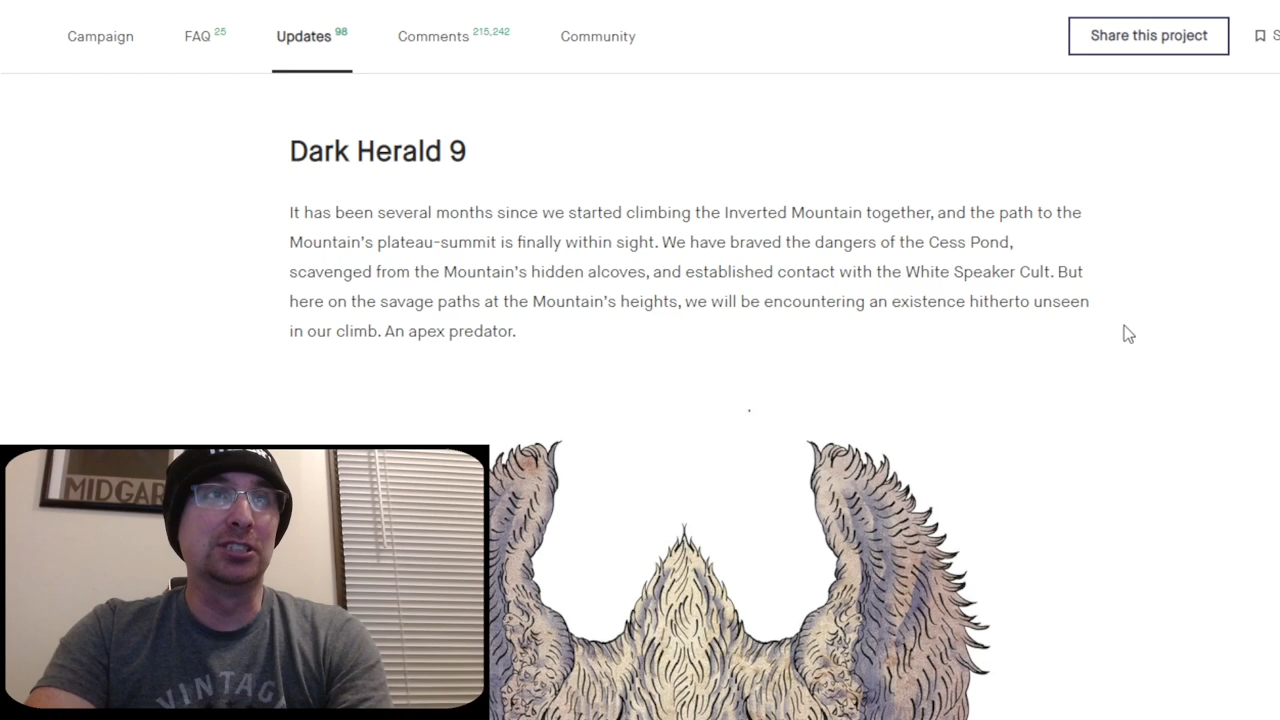 Campaign
FAQ 25
Updates 98
Comments 215,242
Community
Share this project
S
Dark Herald 9
It has been several months since we started climbing the Inverted Mountain together, and the path to the
Mountain's plateau-summit is finally within sight. We have braved the dangers of the Cess Pond,
scavenged from the Mountain's hidden alcoves, and established contact with the White Speaker Cult. But
here on the savage paths at the Mountain's heights, we will be encountering an existence hitherto unseen
in our climb. An apex predator.
MIDGAR
VINTAG